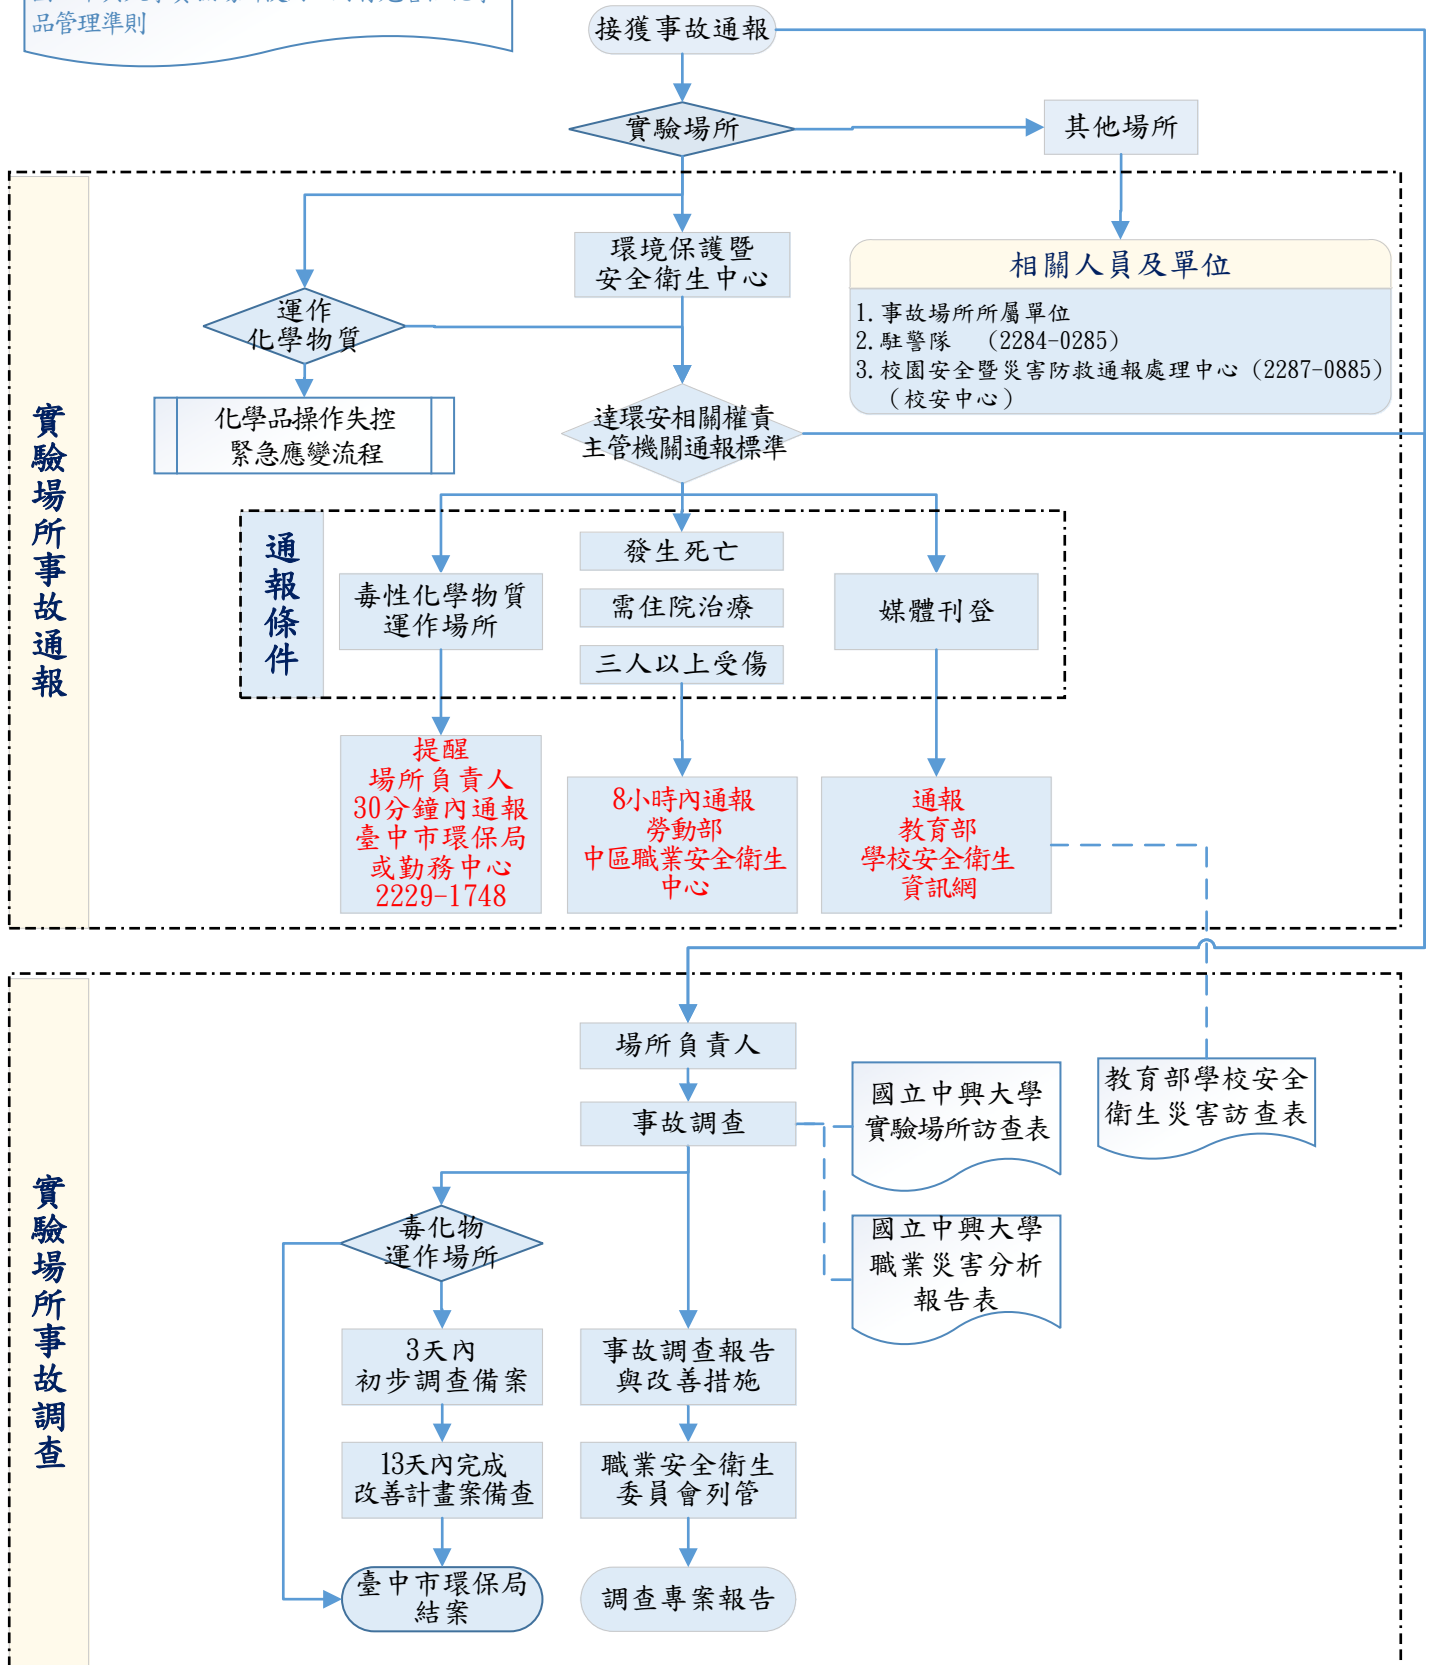 品管理準則
接獲事故通報
實驗場所
其他場所
實驗場所事故通報
環境保護暨
安全衛生中心
相關人員及單位
1.事故場所所屬單位
2.駐警隊 （2284-0285）
3.校園安全暨災害防救通報處理中心（2287-0885）
（校安中心）
運作
化學物質
化學品操作失控
緊急應變流程
達環安相關權責
主管機關通報標準
通報條件
毒性化學物質
運作場所
發生死亡
需住院治療
三人以上受傷
媒體刊登
提醒
場所負責人
30分鐘內通報
臺中市環保局
或勤務中心
2229-1748
8小時內通報
勞動部
中區職業安全衛生
中心
通報
教育部
學校安全衛生
資訊網
實驗場所事故調查
場所負責人
事故調查
國立中興大學
實驗場所訪查表
教育部學校安全
衛生災害訪查表
國立中興大學
職業災害分析
報告表
毒化物
運作場所
3天內
初步調查備案
事故調查報告
與改善措施
13天內完成
改善計畫案備查
職業安全衛生
委員會列管
臺中市環保局
結案
調查專案報告